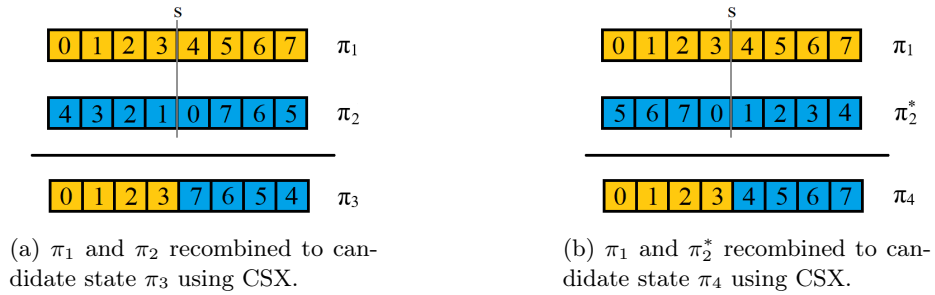 s
0 1 2 3 4 5 6 7 π₁
4 3 2 1 0 7 6 5 π₂
0 1 2 3 7 6 5 4 π₃
(a) π₁ and π₂ recombined to can-
didate state π₃ using CSX.
s
0 1 2 3 4 5 6 7 π₁
5 6 7 0 1 2 3 4 π₂*
0 1 2 3 4 5 6 7 π₄
(b) π₁ and π₂* recombined to can-
didate state π₄ using CSX.